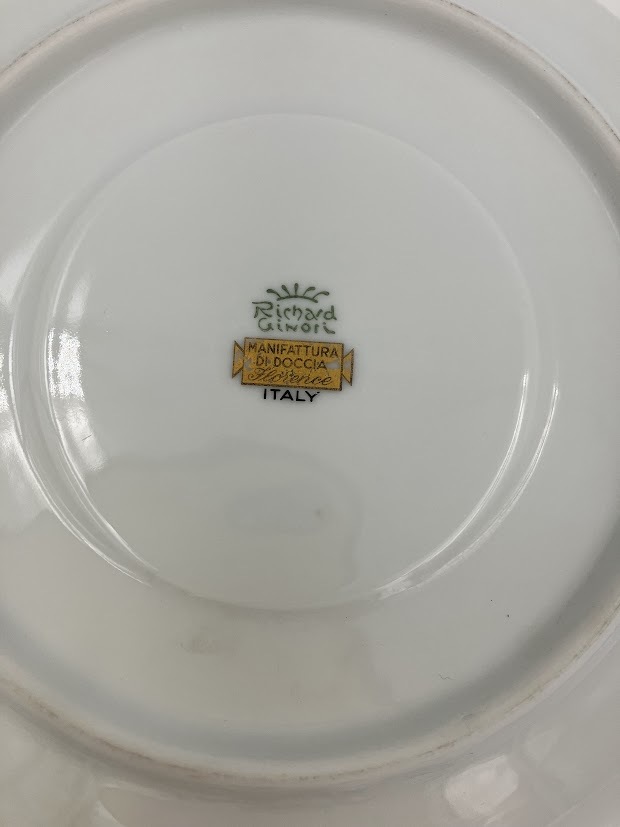 Richard
Ginori
MANIFATTURA
DI DOCCIA
Florence
ITALY